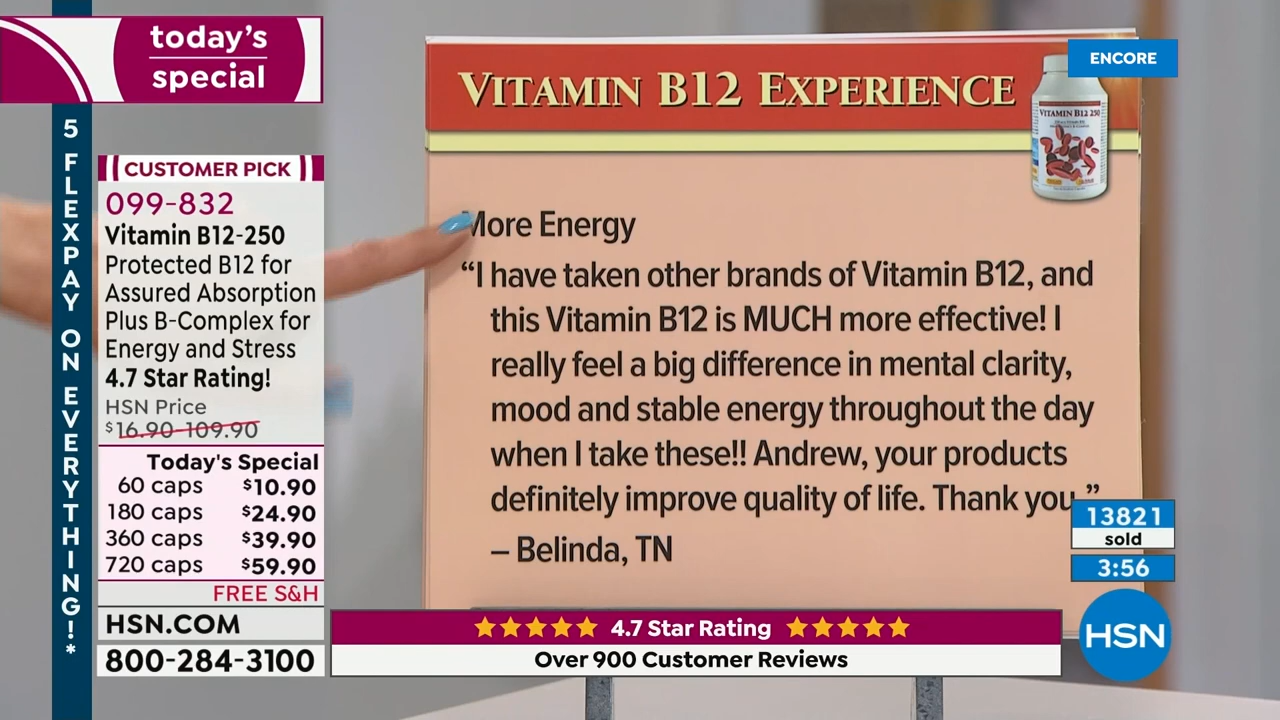 today's
special
5 FLEXPAY ON EVERYTHING!*
CUSTOMER PICK
099-832
Vitamin B12-250
Protected B12 for
Assured Absorption
Plus B-Complex for
Energy and Stress
4.7 Star Rating!
HSN Price
$16.90-109.90
Today's Special
60 caps $10.90
180 caps $24.90
360 caps $39.90
720 caps $59.90
FREE S&H
HSN.COM
800-284-3100
ENCORE
VITAMIN B12 EXPERIENCE
VITAMIN B12 250
More Energy
“I have taken other brands of Vitamin B12, and
this Vitamin B12 is MUCH more effective! I
really feel a big difference in mental clarity,
mood and stable energy throughout the day
when I take these!! Andrew, your products
definitely improve quality of life. Thank you.”
– Belinda, TN
13821
sold
3:56
4.7 Star Rating
Over 900 Customer Reviews
HSN